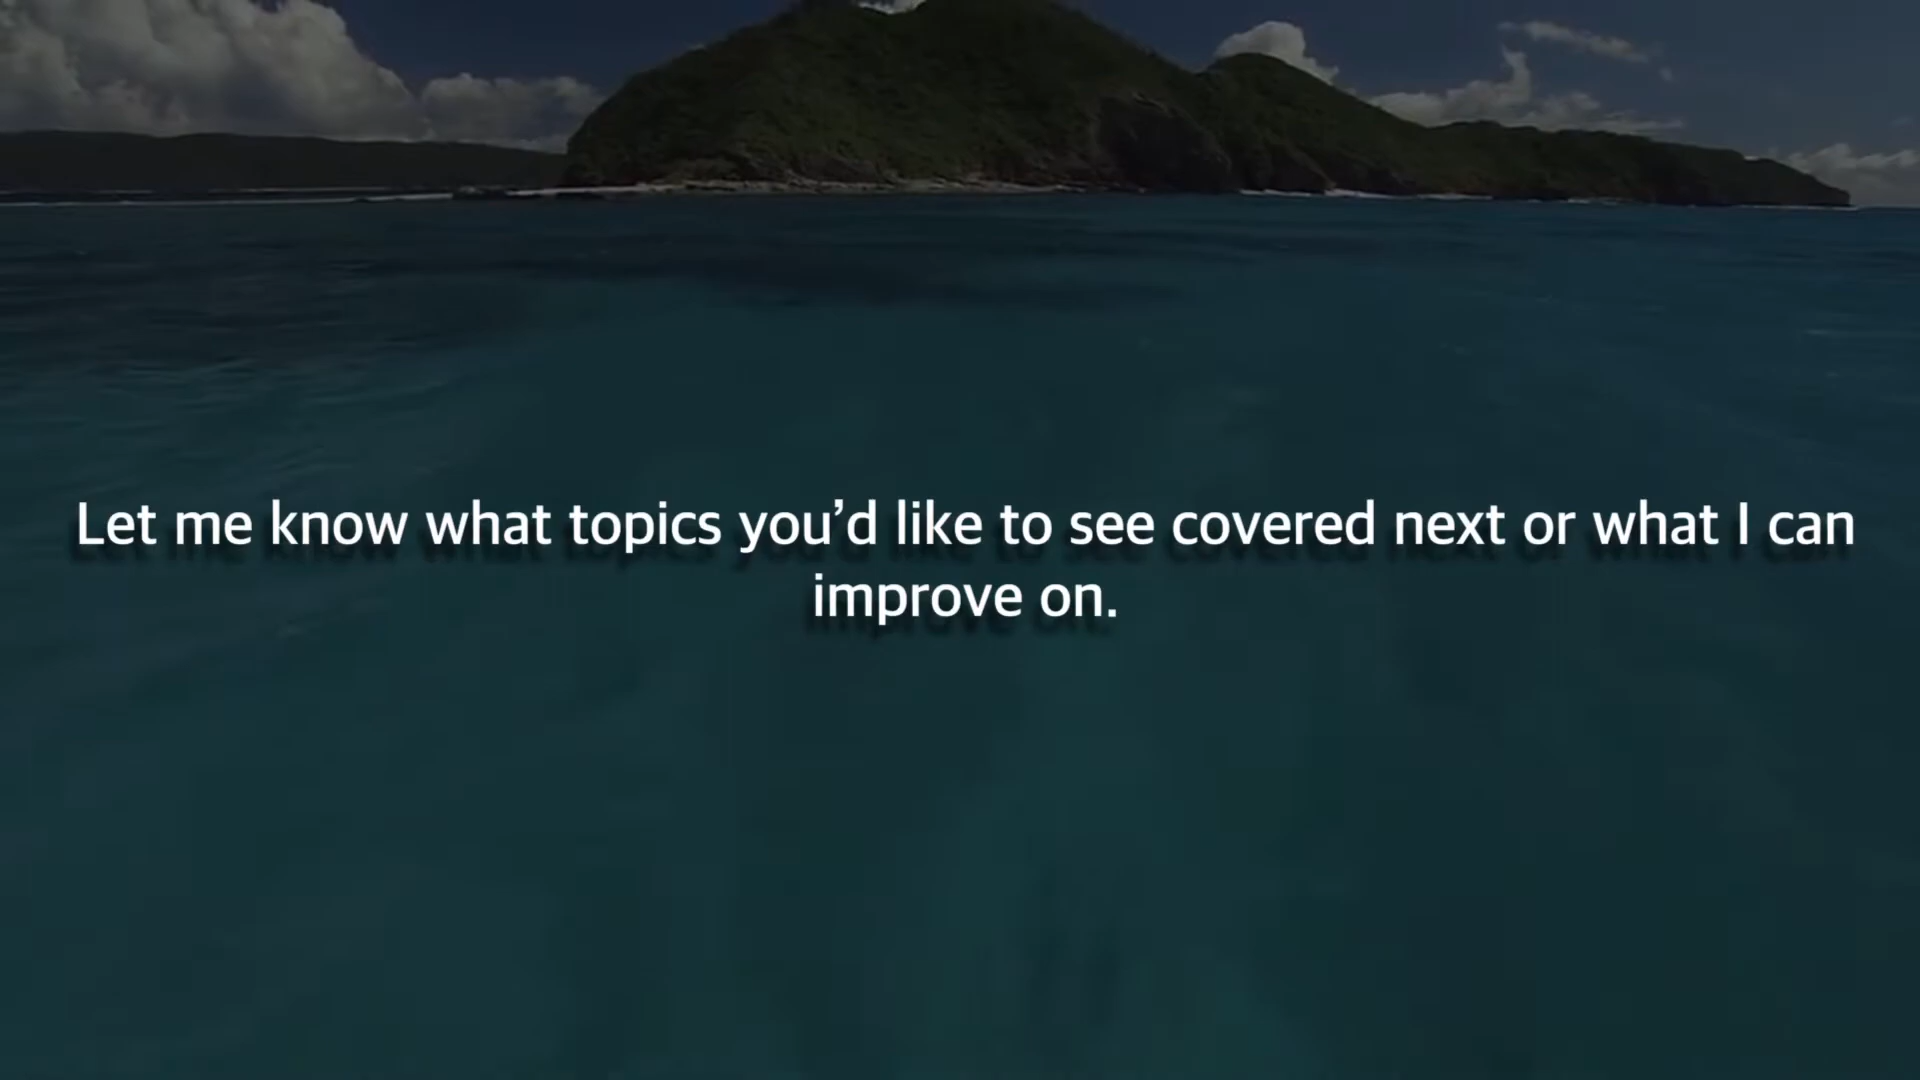 Let me know what topics you’d like to see covered next or what I can
improve on.